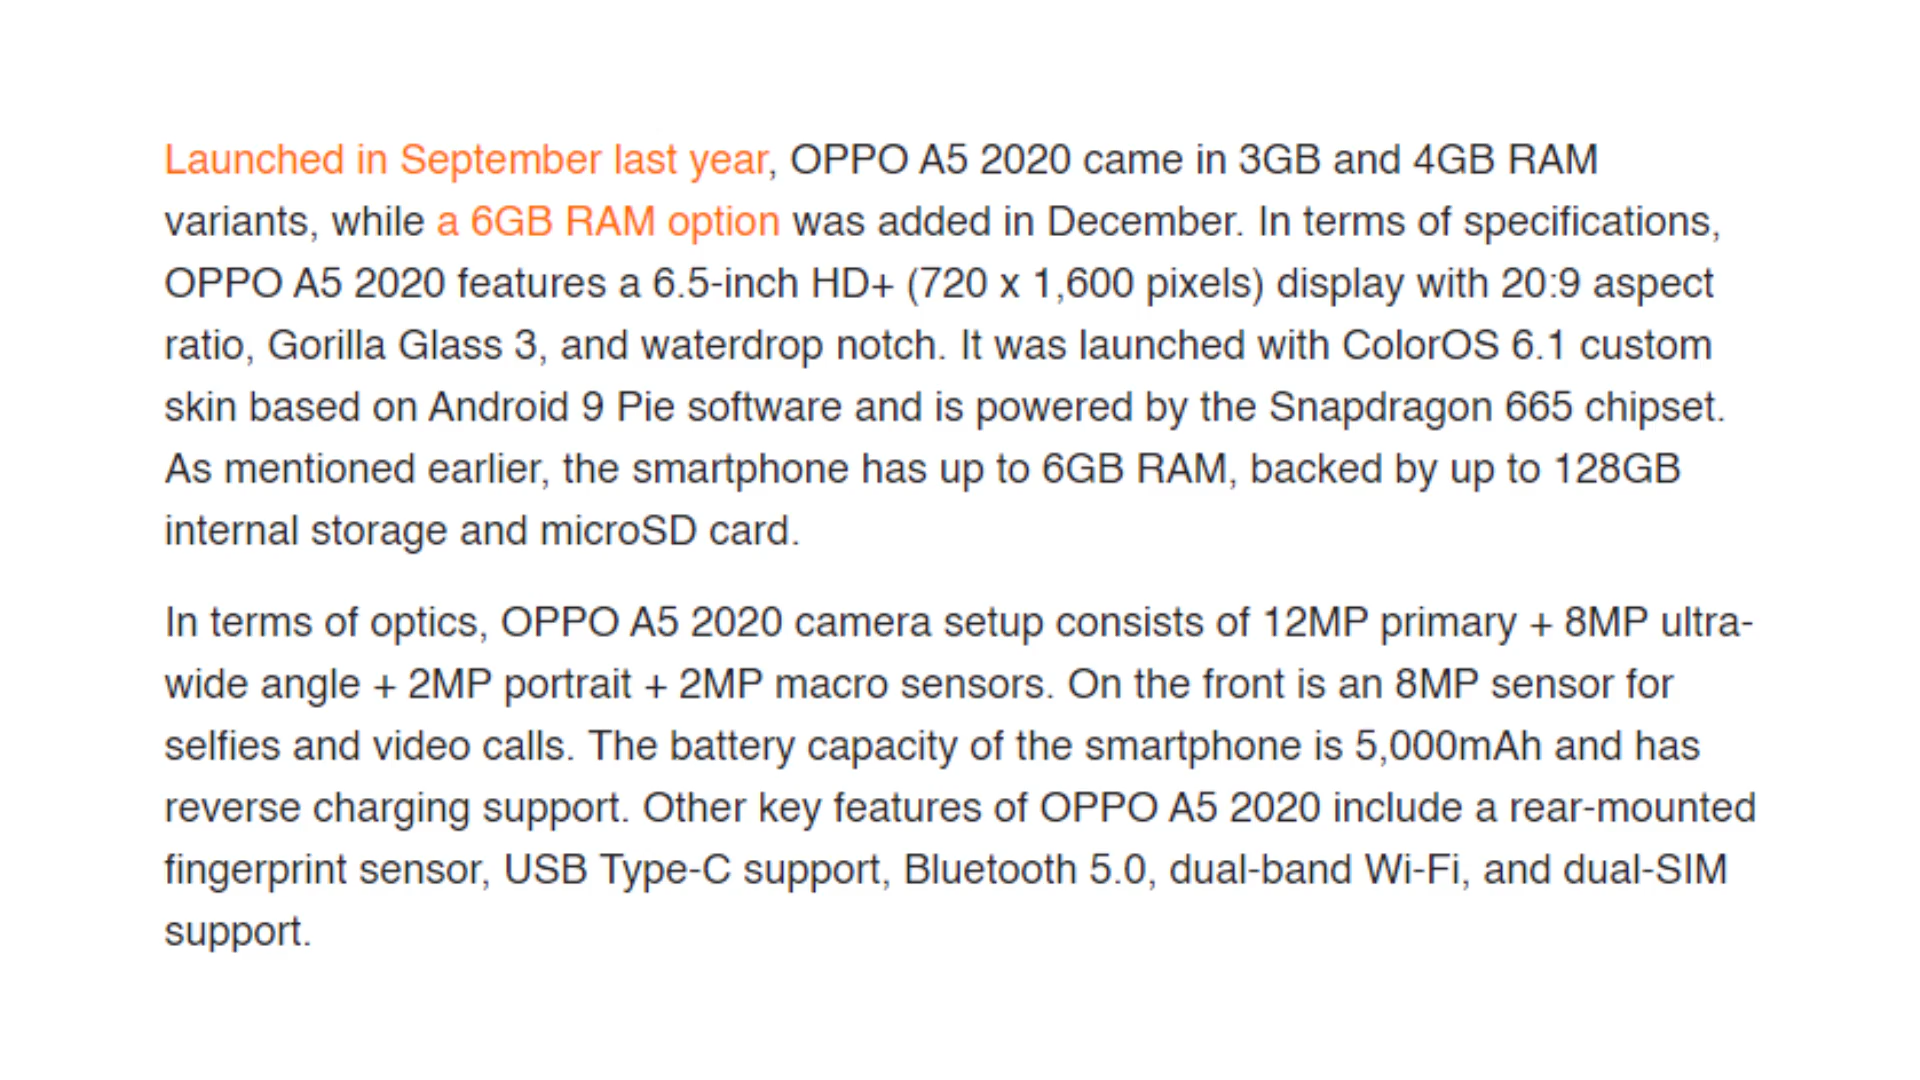 Launched in September last year, OPPO A5 2020 came in 3GB and 4GB RAM
variants, while a 6GB RAM option was added in December. In terms of specifications,
OPPO A5 2020 features a 6.5-inch HD+ (720 x 1,600 pixels) display with 20:9 aspect
ratio, Gorilla Glass 3, and waterdrop notch. It was launched with ColorOS 6.1 custom
skin based on Android 9 Pie software and is powered by the Snapdragon 665 chipset.
As mentioned earlier, the smartphone has up to 6GB RAM, backed by up to 128GB
internal storage and microSD card.
In terms of optics, OPPO A5 2020 camera setup consists of 12MP primary + 8MP ultra-
wide angle + 2MP portrait + 2MP macro sensors. On the front is an 8MP sensor for
selfies and video calls. The battery capacity of the smartphone is 5,000mAh and has
reverse charging support. Other key features of OPPO A5 2020 include a rear-mounted
fingerprint sensor, USB Type-C support, Bluetooth 5.0, dual-band Wi-Fi, and dual-SIM
support.